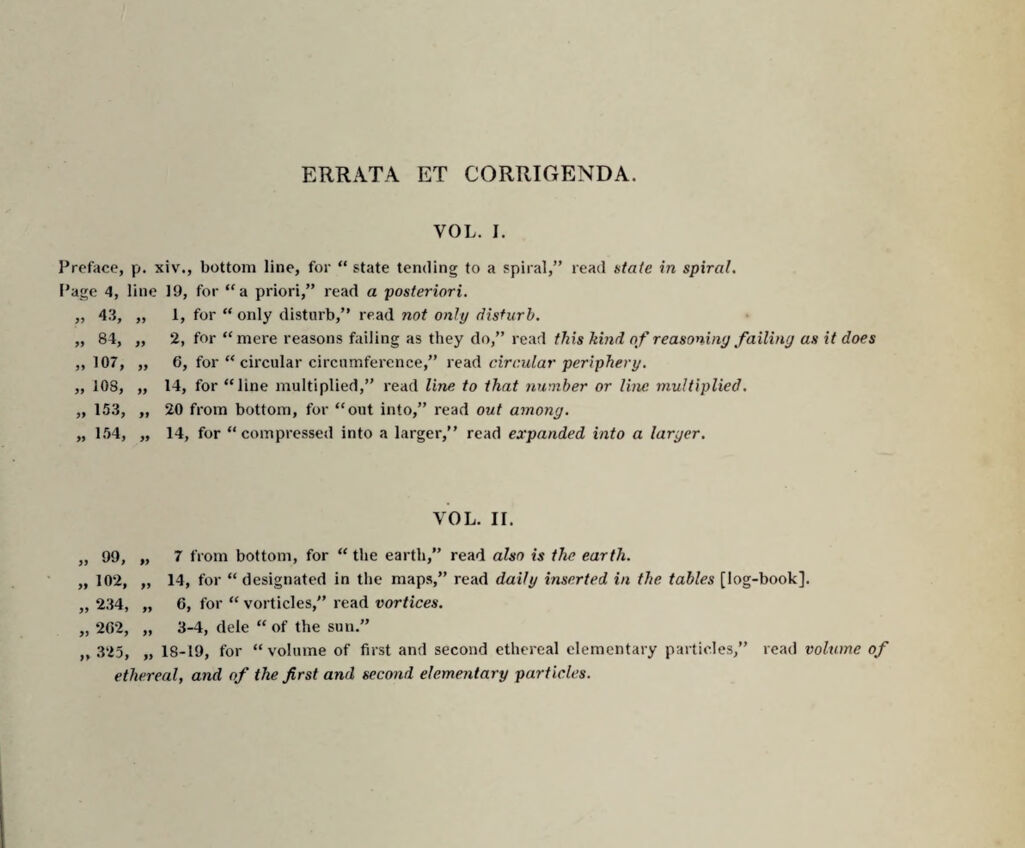 ERRATA ET CORRIGENDA.
VOL. I.
Preface, p. xiv., bottom line, for “ state tending to a spiral,” read state in spiral.
Page 4, line 19, for “ a priori,” read a posteriori.
„ 43, „ 1, for “ only disturb,” read not only disturb.
„ 84, „ 2, for “ mere reasons failing as they do,” read this kind of reasoning failing as it does
„ 107, „ 6, for “ circular circumference,” read circular periphery.
„ 108, „ 14, for “ line multiplied,” read line to that number or line multiplied.
„ 153, „ 20 from bottom, for “out into,” read out among.
„ 154, „ 14, for “ compressed into a larger,” read expanded into a larger.
VOL. II.
„ 99, „ 7 from bottom, for “ the earth,” read also is the earth.
„ 102, „ 14, for “ designated in the maps,” read daily inserted in the tables [log-book].
„ 234, „ 6, for “ vorticles,” read vortices.
„ 262, „ 3-4, dele “ of the sun.”
„ 325, „ 18-19, for “ volume of first and second ethereal elementary particles,” read volume of
ethereal, and of the first and second elementary particles.